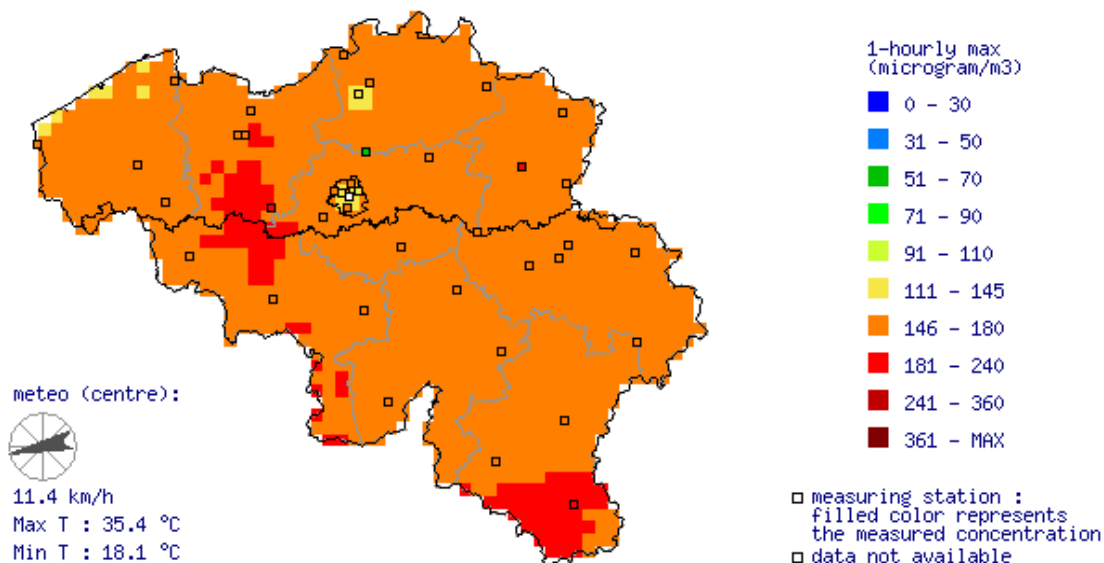 1-hourly max
(microgram/m3)
0 - 30
31 - 50
51 - 70
71 - 90
91 - 110
111 - 145
146 - 180
181 - 240
241 - 360
361 - MAX
meteo (centre):
11.4 km/h
Max T : 35.4 °C
Min T : 18.1 °C
measuring station :
filled color represents
the measured concentration
data not available